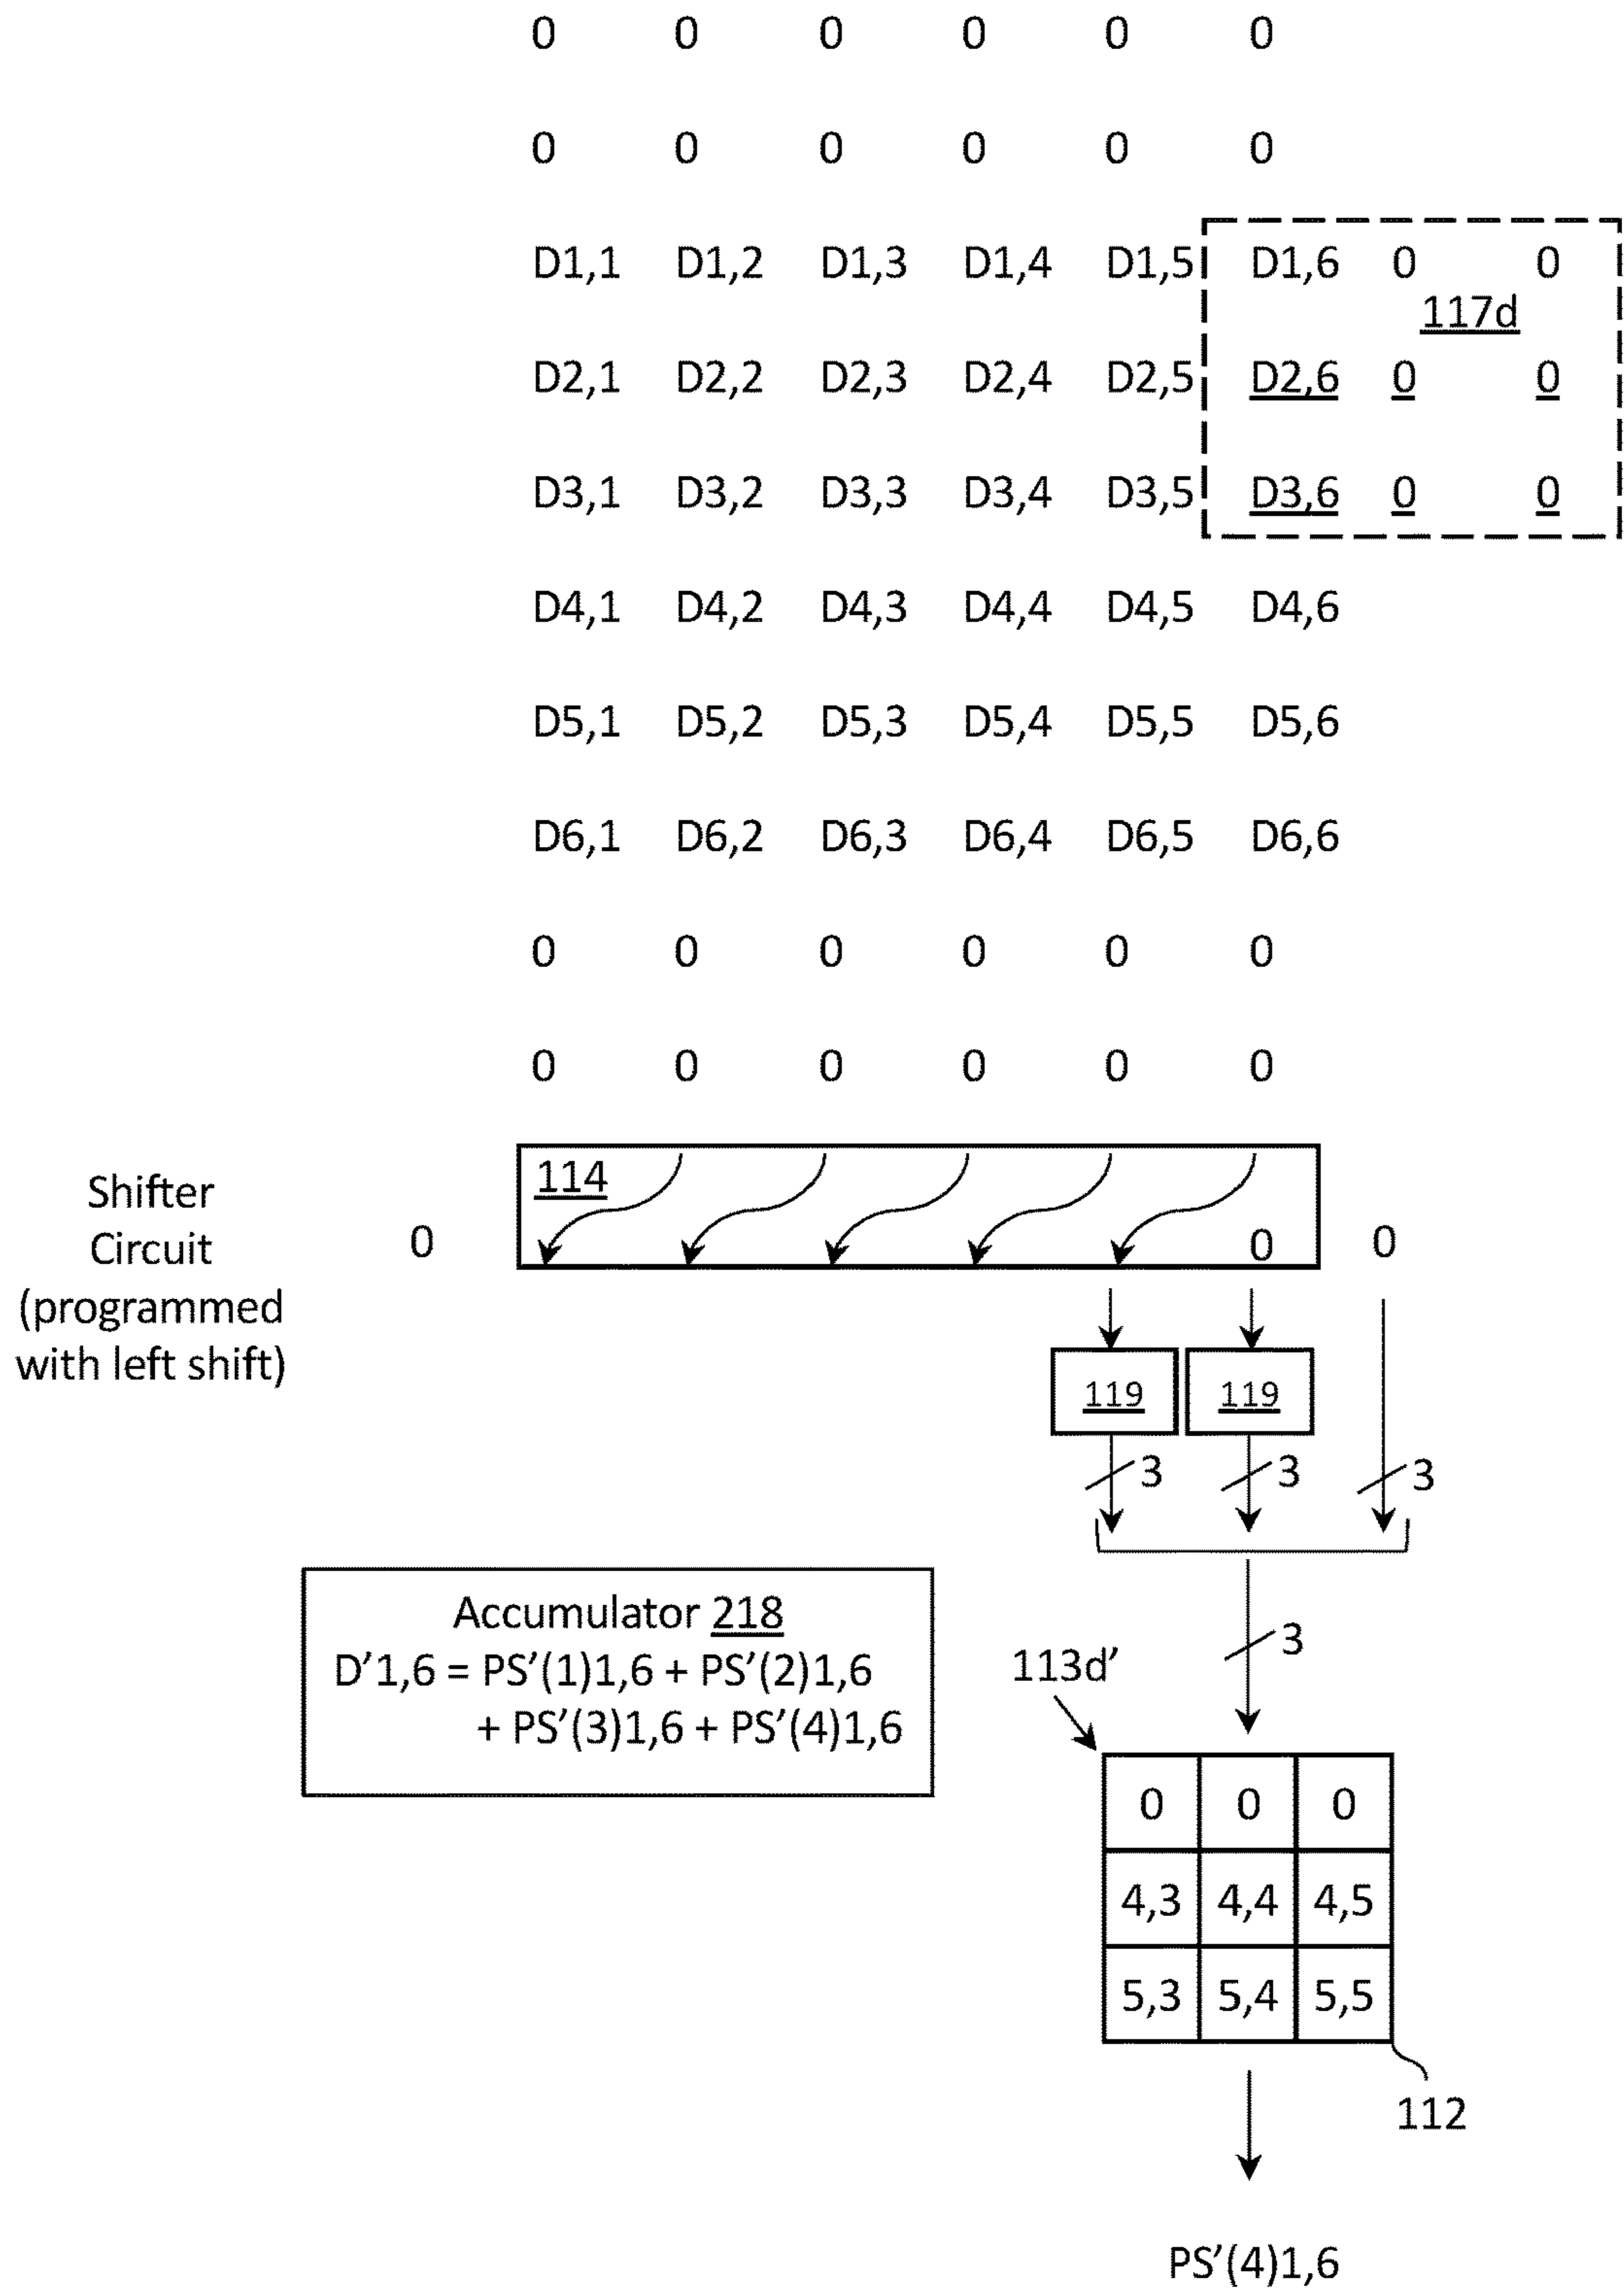 0 0 0 0 0 0
0 0 0 0 0 0
D1,1 D1,2 D1,3 D1,4 D1,5 D1,6 0 0
117d
D2,1 D2,2 D2,3 D2,4 D2,5 D2,6 0 0
D3,1 D3,2 D3,3 D3,4 D3,5 D3,6 0 0
D4,1 D4,2 D4,3 D4,4 D4,5 D4,6
D5,1 D5,2 D5,3 D5,4 D5,5 D5,6
D6,1 D6,2 D6,3 D6,4 D6,5 D6,6
0 0 0 0 0 0
0 0 0 0 0 0
Shifter
Circuit
(programmed
with left shift)
0
114
0
0
119 119
3 3 3
Accumulator 218
D'1,6 = PS'(1)1,6 + PS'(2)1,6
+ PS'(3)1,6 + PS'(4)1,6
3
113d'
0 0 0
4,3 4,4 4,5
5,3 5,4 5,5
112
PS'(4)1,6